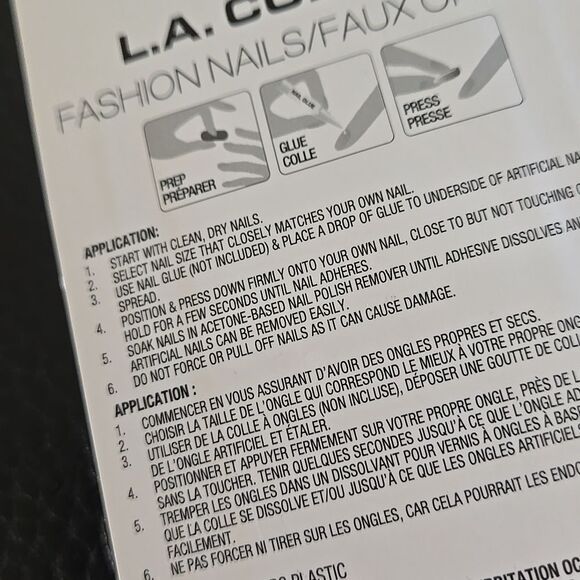 L.A. CO
FASHION NAILS/FAUX
PREP
PRÉPARER
NAIL GLUE
GLUE
COLLE
PRESS
PRESSE
APPLICATION:
1. START WITH CLEAN, DRY NAILS.
2. SELECT NAIL SIZE THAT CLOSELY MATCHES YOUR OWN NAIL.
3. USE NAIL GLUE (NOT INCLUDED) & PLACE A DROP OF GLUE TO UNDERSIDE OF ARTIFICIAL NA
SPREAD.
4. POSITION & PRESS DOWN FIRMLY ONTO YOUR OWN NAIL, CLOSE TO BUT NOT TOUCHING
HOLD FOR A FEW SECONDS UNTIL NAIL ADHERES.
5. SOAK NAILS IN ACETONE-BASED NAIL POLISH REMOVER UNTIL ADHESIVE DISSOLVES AN
ARTIFICIAL NAILS CAN BE REMOVED EASILY.
6. DO NOT FORCE OR PULL OFF NAILS AS IT CAN CAUSE DAMAGE.
APPLICATION :
1. COMMENCER EN VOUS ASSURANT D'AVOIR DES ONGLES PROPRES ET SECS.
2. CHOISIR LA TAILLE DE L'ONGLE QUI CORRESPOND LE MIEUX À VOTRE PROPRE ONG
3. UTILISER DE LA COLLE À ONGLES (NON INCLUSE), DÉPOSER UNE GOUTTE DE COLL
DE L'ONGLE ARTIFICIEL ET ÉTALER.
4. POSITIONNER ET APPUYER FERMEMENT SUR VOTRE PROPRE ONGLE, PRÈS DE L
SANS LA TOUCHER. TENIR QUELQUES SECONDES JUSQU'À CE QUE L'ONGLE AD
5. TREMPER LES ONGLES DANS UN DISSOLVANT POUR VERNIS À ONGLES À BAS
QUE LA COLLE SE DISSOLVE ET/OU JUSQU'À CE QUE LES ONGLES ARTIFICIELS
FACILEMENT.
6. NE PAS FORCER NI TIRER SUR LES ONGLES, CAR CELA POURRAIT LES ENDO
PLASTIC
RRITATION OC